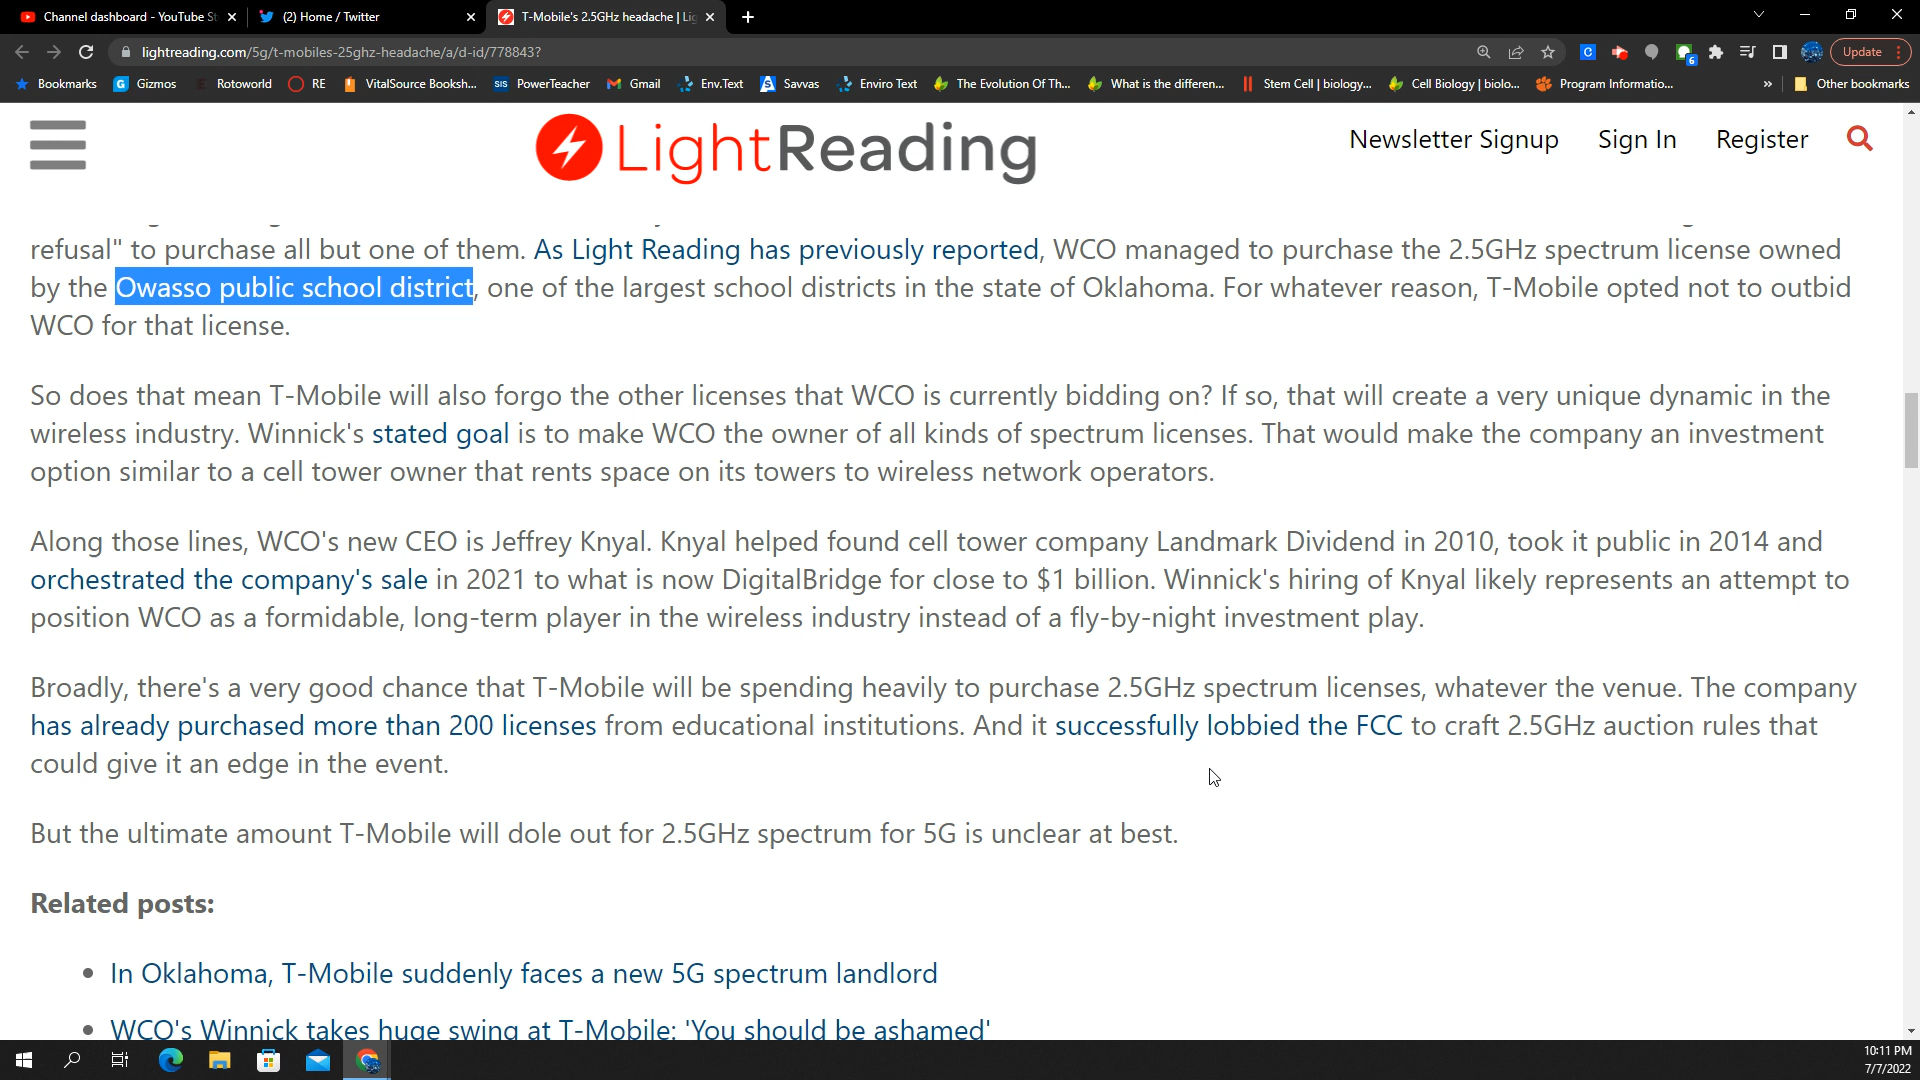 Channel dashboard - YouTube St
(2) Home / Twitter
T-Mobile's 2.5GHz headache | Lig
lightreading.com/5g/t-mobiles-25ghz-headache/a/d-id/778843?
Update
Bookmarks
Gizmos
Rotoworld
RE
VitalSource Booksh...
SIS PowerTeacher
Gmail
Env.Text
Savvas
Enviro Text
The Evolution Of Th...
What is the differen...
Stem Cell | biology...
Cell Biology | biolo...
Program Informatio...
»
Other bookmarks
LightReading
Newsletter Signup
Sign In
Register
refusal" to purchase all but one of them. As Light Reading has previously reported, WCO managed to purchase the 2.5GHz spectrum license owned
by the Owasso public school district, one of the largest school districts in the state of Oklahoma. For whatever reason, T-Mobile opted not to outbid
WCO for that license.
So does that mean T-Mobile will also forgo the other licenses that WCO is currently bidding on? If so, that will create a very unique dynamic in the
wireless industry. Winnick's stated goal is to make WCO the owner of all kinds of spectrum licenses. That would make the company an investment
option similar to a cell tower owner that rents space on its towers to wireless network operators.
Along those lines, WCO's new CEO is Jeffrey Knyal. Knyal helped found cell tower company Landmark Dividend in 2010, took it public in 2014 and
orchestrated the company's sale in 2021 to what is now DigitalBridge for close to $1 billion. Winnick's hiring of Knyal likely represents an attempt to
position WCO as a formidable, long-term player in the wireless industry instead of a fly-by-night investment play.
Broadly, there's a very good chance that T-Mobile will be spending heavily to purchase 2.5GHz spectrum licenses, whatever the venue. The company
has already purchased more than 200 licenses from educational institutions. And it successfully lobbied the FCC to craft 2.5GHz auction rules that
could give it an edge in the event.
But the ultimate amount T-Mobile will dole out for 2.5GHz spectrum for 5G is unclear at best.
Related posts:
• In Oklahoma, T-Mobile suddenly faces a new 5G spectrum landlord
• WCO's Winnick takes huge swing at T-Mobile: 'You should be ashamed'
10:11 PM
7/7/2022